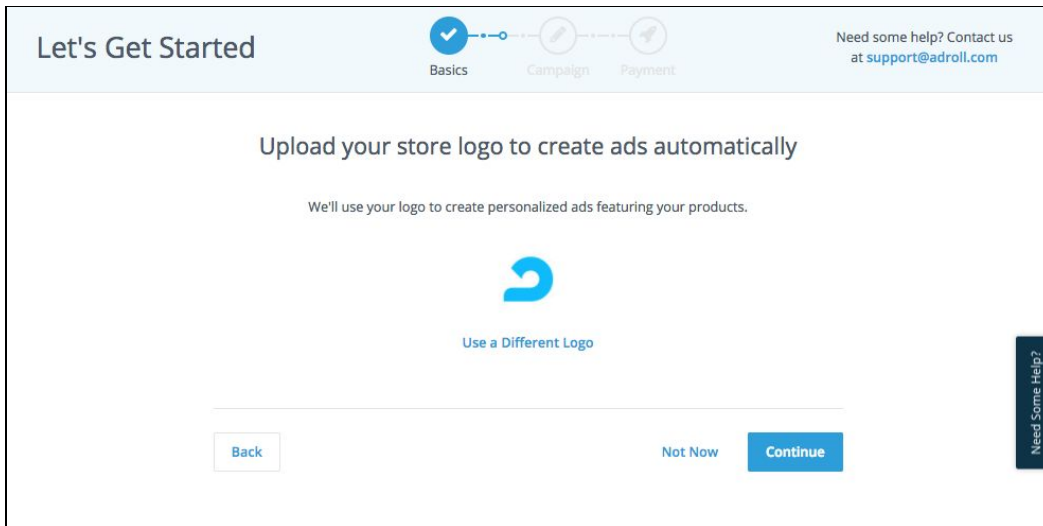 Let's Get Started
Basics
Campaign
Payment
Need some help? Contact us
at support@adroll.com
Upload your store logo to create ads automatically
We'll use your logo to create personalized ads featuring your products.
Use a Different Logo
Need Some Help?
Back
Not Now
Continue